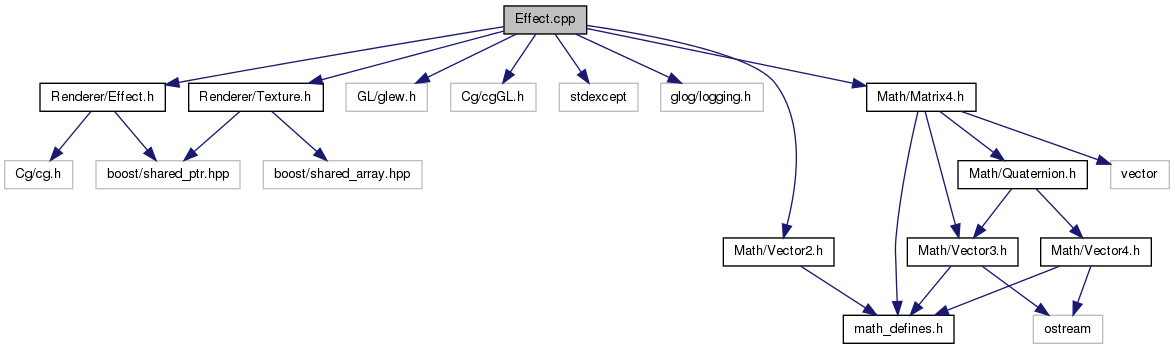 Effect.cpp
Renderer/Effect.h
Renderer/Texture.h
GL/glew.h
Cg/cgGL.h
stdexcept
glog/logging.h
Math/Matrix4.h
Cg/cg.h
boost/shared_ptr.hpp
boost/shared_array.hpp
Math/Quaternion.h
vector
Math/Vector2.h
Math/Vector3.h
Math/Vector4.h
math_defines.h
ostream